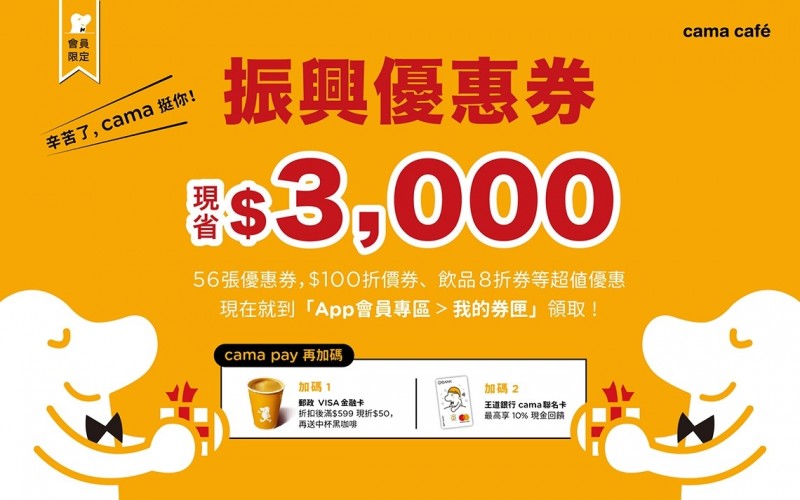 會員
限定
cama café
辛苦了, cama 挺你!
振興優惠券
現省
$3,000
56張優惠券, $100折價券、飲品8折券等超值優惠
現在就到「App會員專區 > 我的券匣」領取!
cama pay 再加碼
加碼 1
郵政 VISA 金融卡
折扣後滿$599 現折$50,
再送中杯黑咖啡
加碼 2
王道銀行 cama聯名卡
最高享 10% 現金回饋